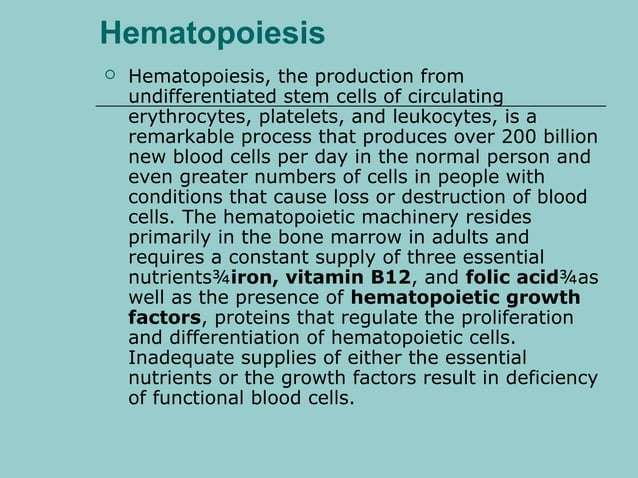 Hematopoiesis
Hematopoiesis, the production from
undifferentiated stem cells of circulating
erythrocytes, platelets, and leukocytes, is a
remarkable process that produces over 200 billion
new blood cells per day in the normal person and
even greater numbers of cells in people with
conditions that cause loss or destruction of blood
cells. The hematopoietic machinery resides
primarily in the bone marrow in adults and
requires a constant supply of three essential
nutrients¾iron, vitamin B12, and folic acid¾as
well as the presence of hematopoietic growth
factors, proteins that regulate the proliferation
and differentiation of hematopoietic cells.
Inadequate supplies of either the essential
nutrients or the growth factors result in deficiency
of functional blood cells.